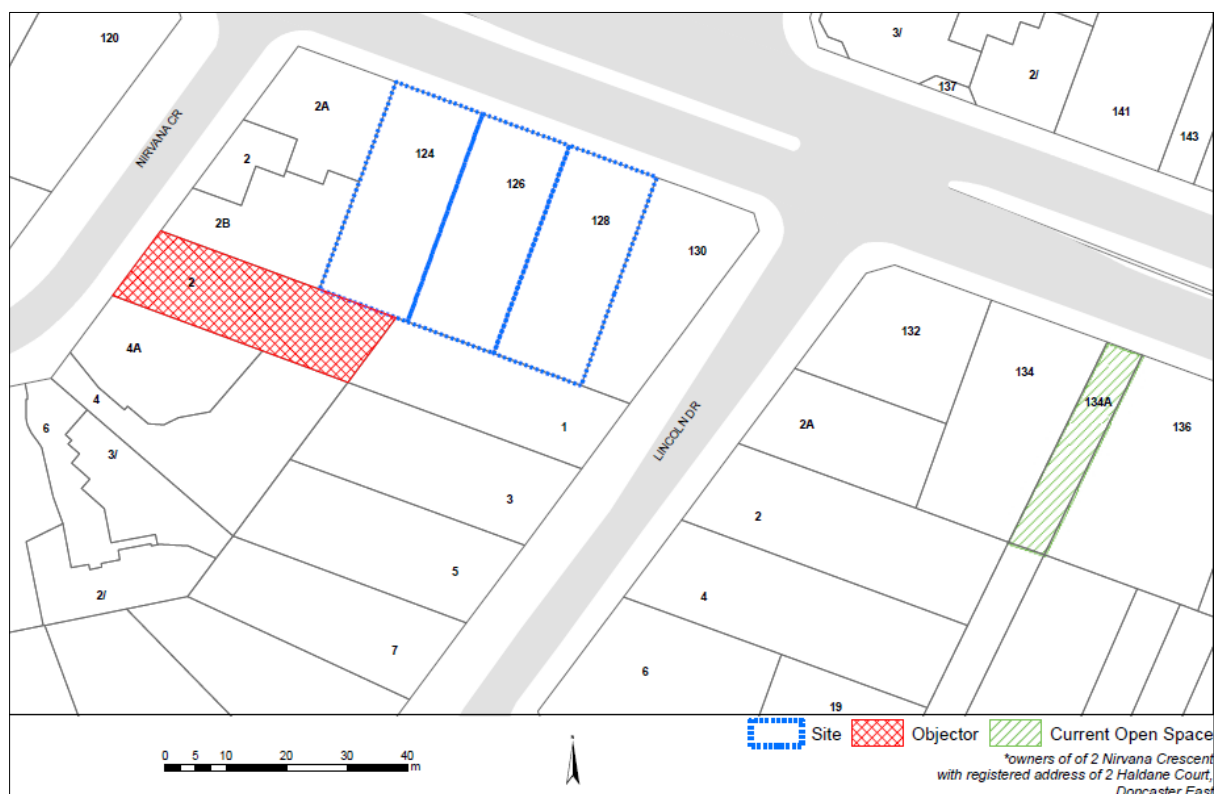 120
3/
2/
137
141
143
2A
NIRVANA CR
124
2
126
128
2B
130
2
132
134
134A
4A
4
136
1
2A
LINCOLN DR
6
3/
3
2
5
4
2/
7
6
19
Site Objector Current Open Space
0 5 10 20 30 40
m
*owners of of 2 Nirvana Crescent
with registered address of 2 Haldane Court,
Doncaster East